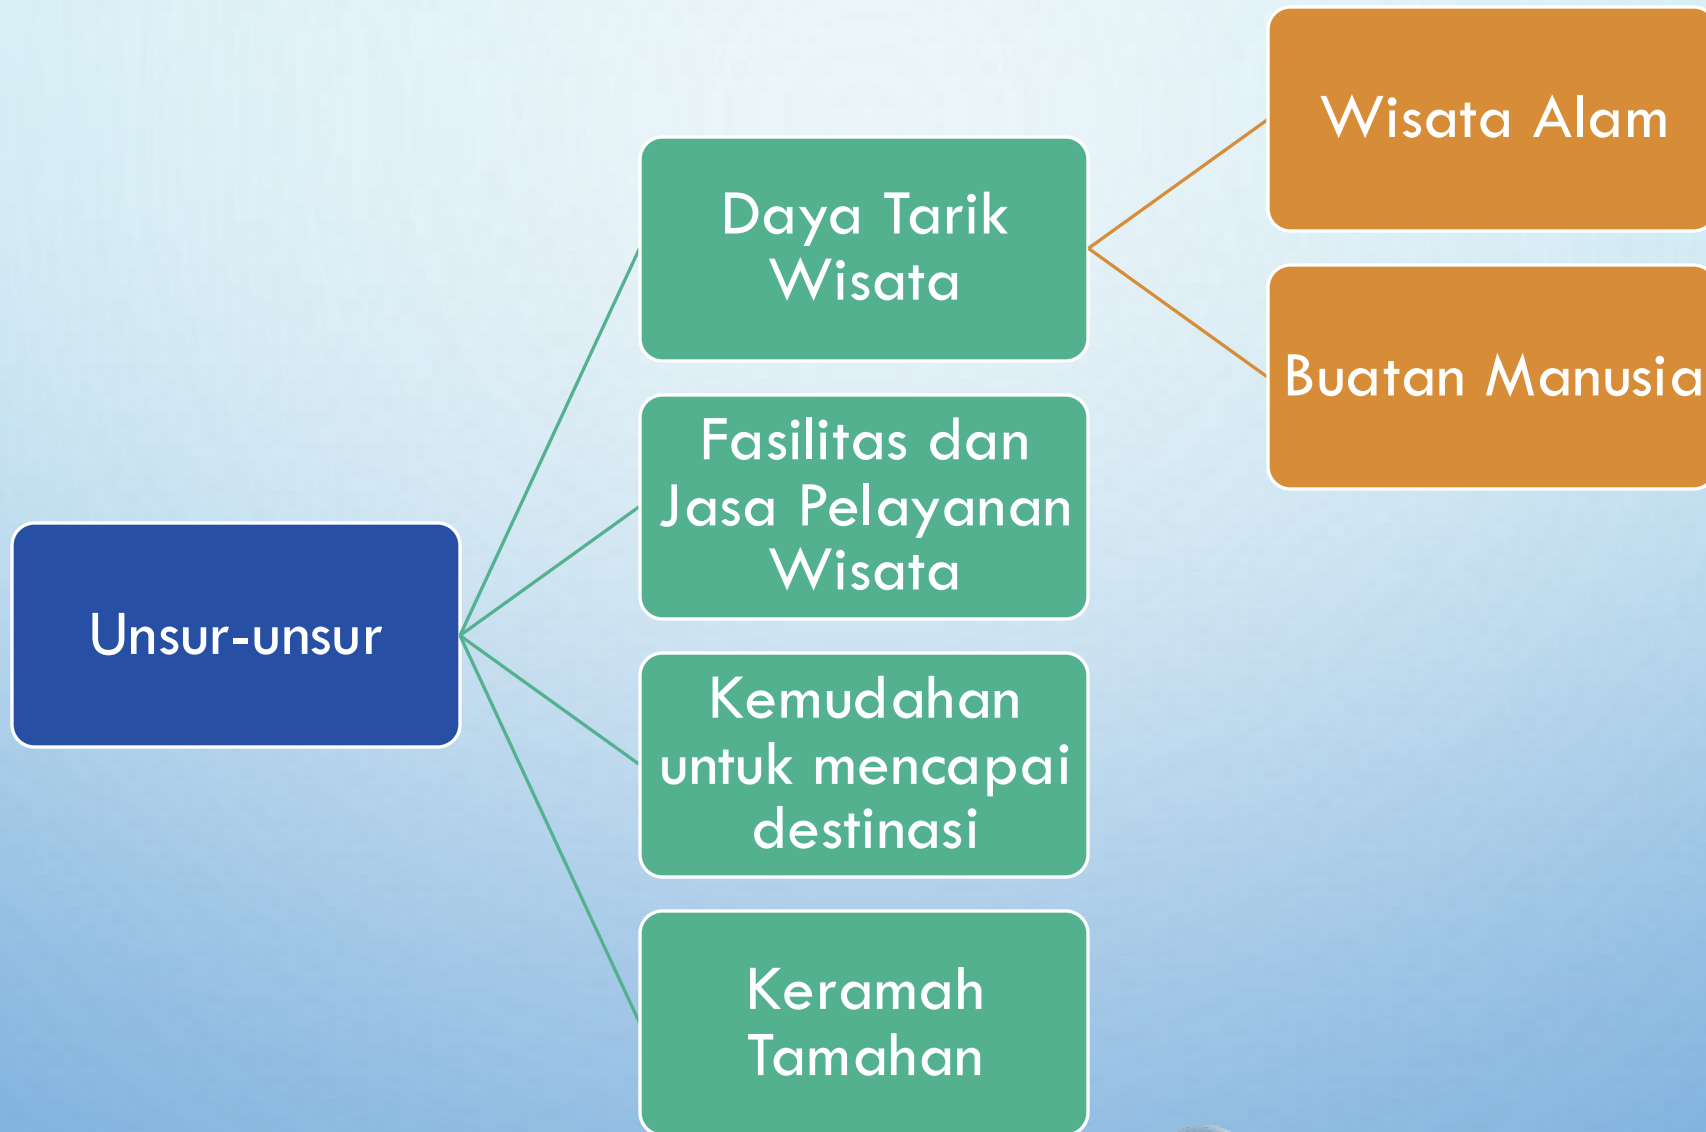 Unsur-unsur
Daya Tarik
Wisata
Wisata Alam
Buatan Manusia
Fasilitas dan
Jasa Pelayanan
Wisata
Kemudahan
untuk mencapai
destinasi
Keramah
Tamahan